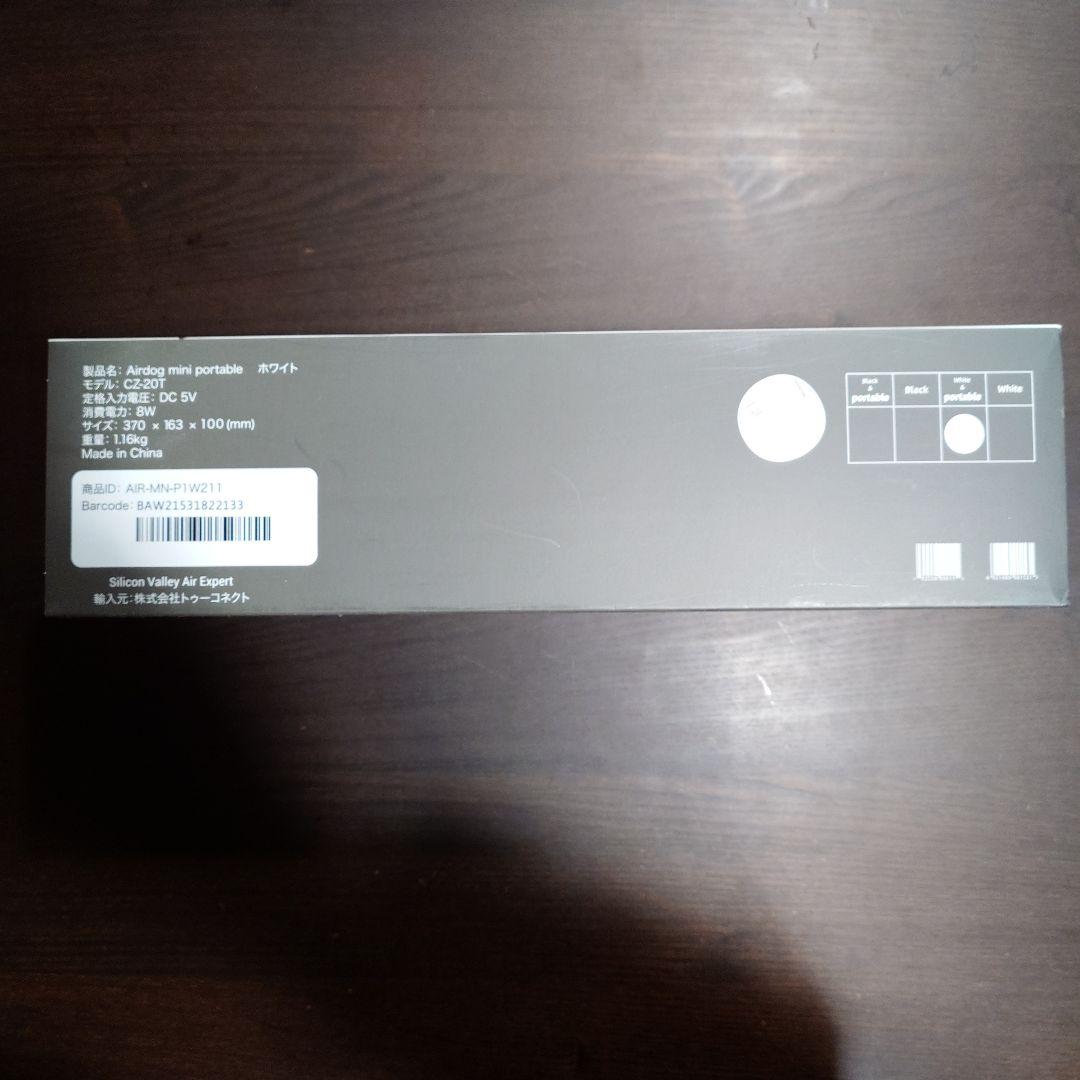 製品名: Airdog mini portable ホワイト
モデル: CZ-20T
定格入力電圧: DC 5V
消費電力: 8W
サイズ: 370 × 163 × 100 (mm)
重量: 1.16kg
Made in China
商品ID: AIR-MN-P1W211
Barcode: BAW21531822133
Silicon Valley Air Expert
輸入元:株式会社トゥーコネクト
Black & portable
Black
White & portable
White